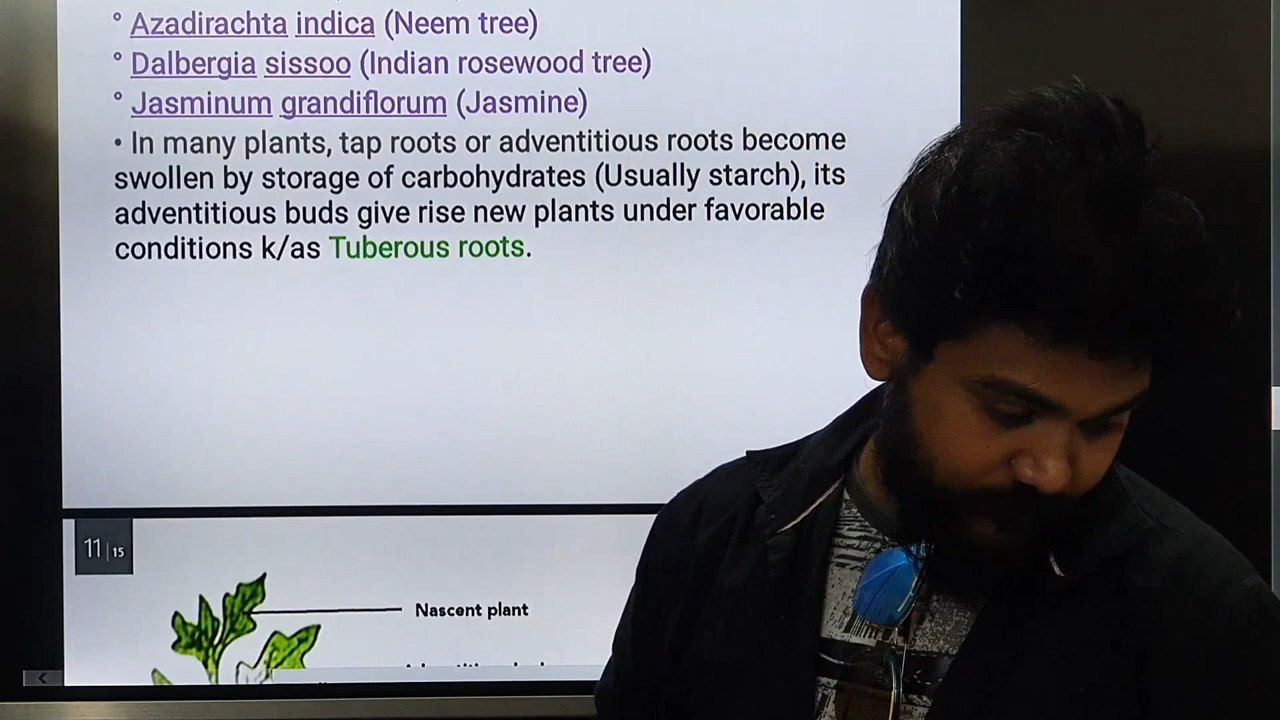 ° Azadirachta indica (Neem tree)
° Dalbergia sissoo (Indian rosewood tree)
° Jasminum grandiflorum (Jasmine)
• In many plants, tap roots or adventitious roots become
swollen by storage of carbohydrates (Usually starch), its
adventitious buds give rise new plants under favorable
conditions k/as Tuberous roots.
11 | 15
Nascent plant